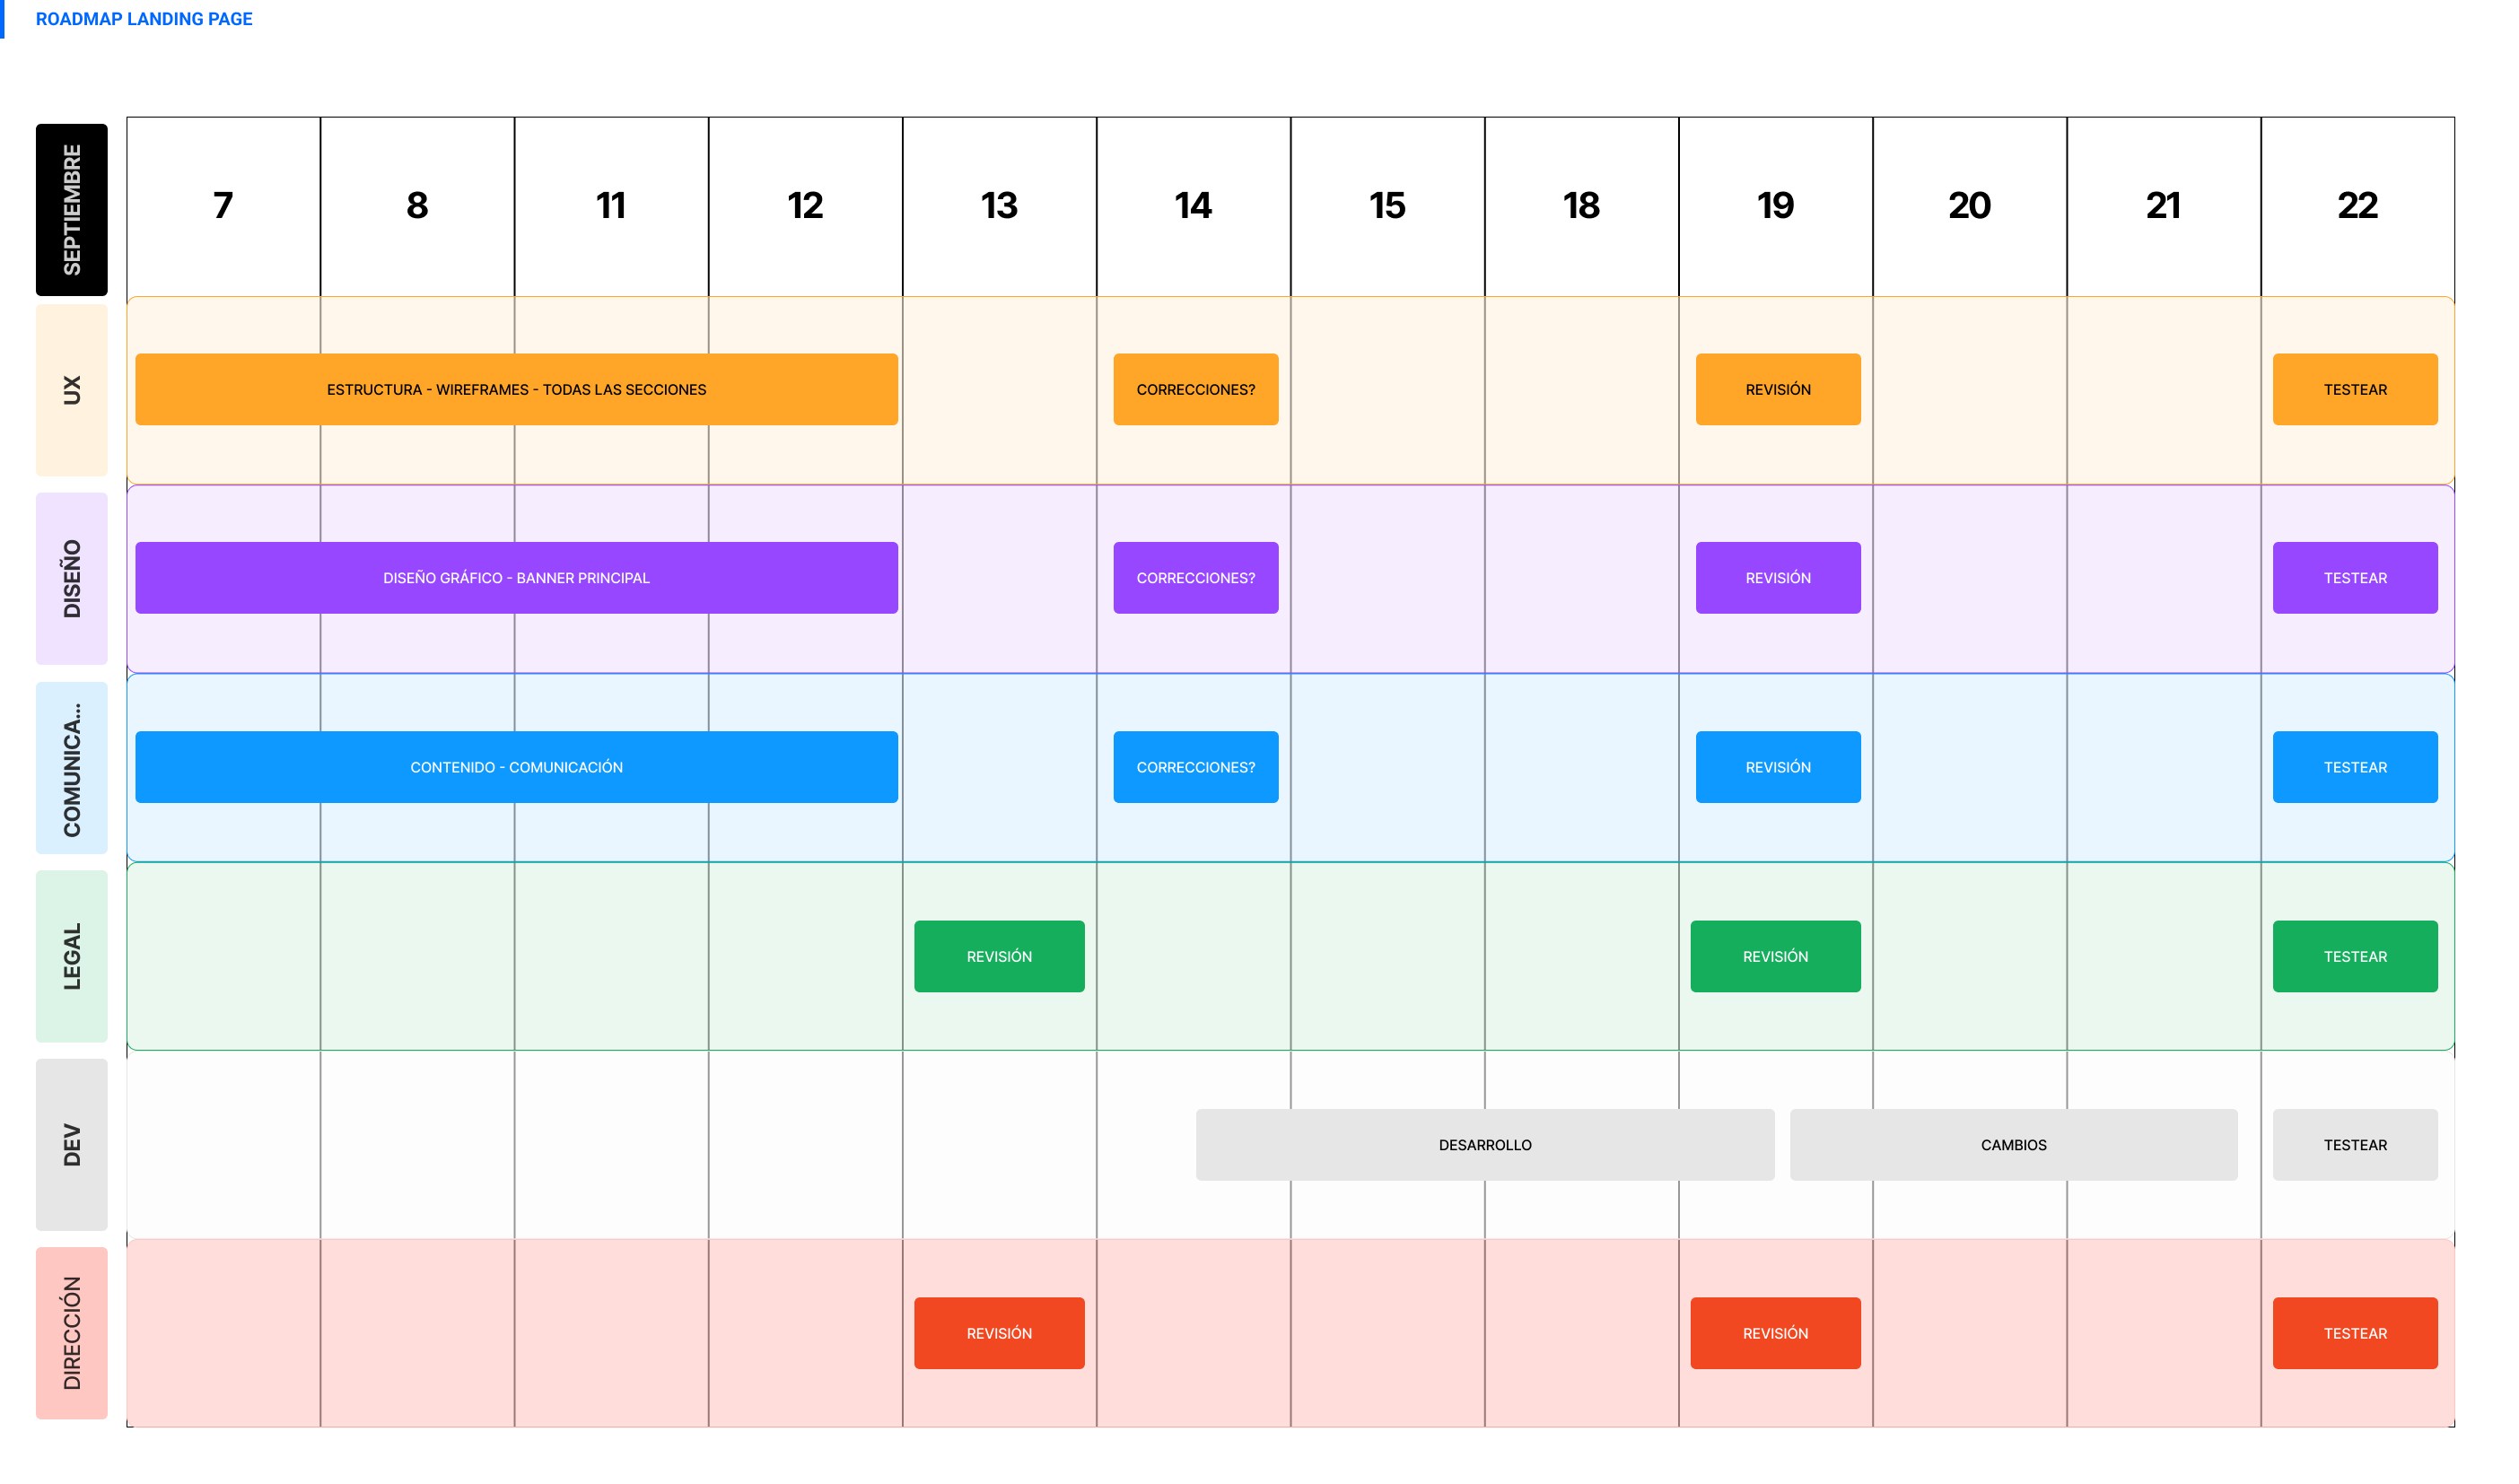 ROADMAP LANDING PAGE
SEPTIEMBRE
7 8 11 12 13 14 15 18 19 20 21 22
UX
ESTRUCTURA - WIREFRAMES - TODAS LAS SECCIONES
CORRECCIONES?
REVISIÓN
TESTEAR
DISEÑO
DISEÑO GRÁFICO - BANNER PRINCIPAL
CORRECCIONES?
REVISIÓN
TESTEAR
COMUNICA...
CONTENIDO - COMUNICACIÓN
CORRECCIONES?
REVISIÓN
TESTEAR
LEGAL
REVISIÓN
REVISIÓN
TESTEAR
DEV
DESARROLLO
CAMBIOS
TESTEAR
DIRECCIÓN
REVISIÓN
REVISIÓN
TESTEAR